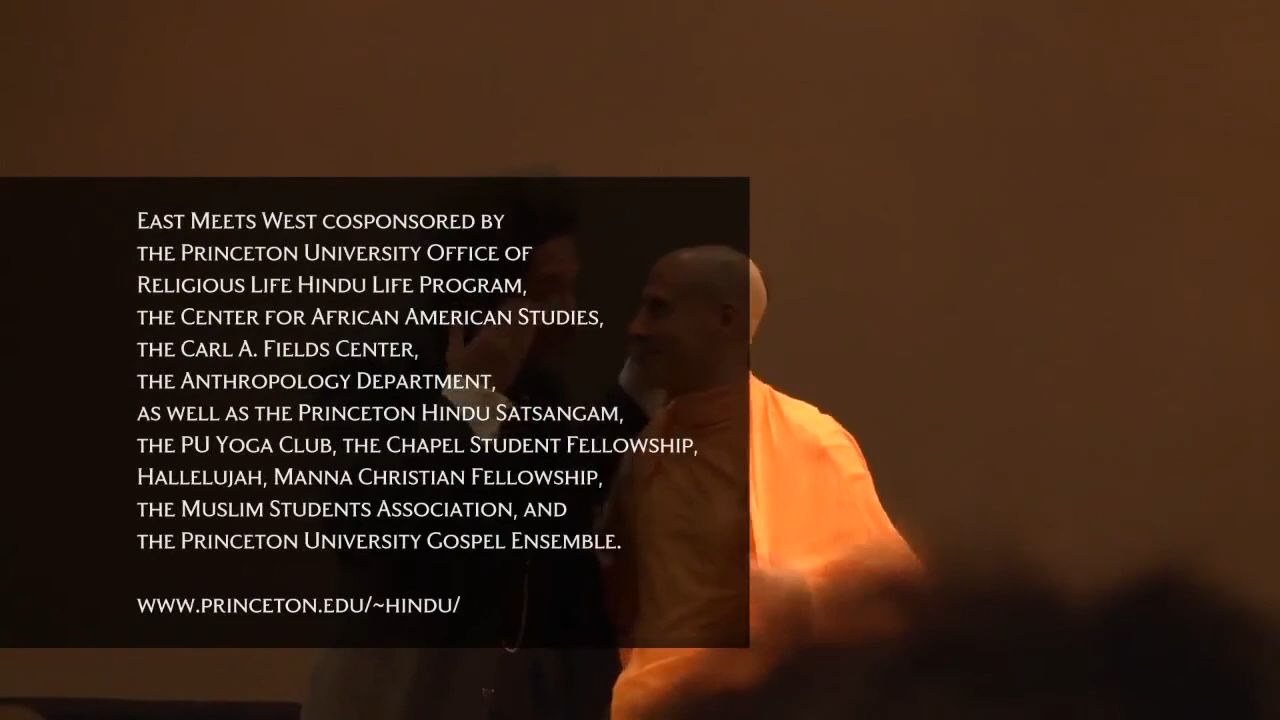 East Meets West cosponsored by
the Princeton University Office of
Religious Life Hindu Life Program,
the Center for African American Studies,
the Carl A. Fields Center,
the Anthropology Department,
as well as the Princeton Hindu Satsangam,
the PU Yoga Club, the Chapel Student Fellowship,
Hallelujah, Manna Christian Fellowship,
the Muslim Students Association, and
the Princeton University Gospel Ensemble.
www.princeton.edu/~hindu/